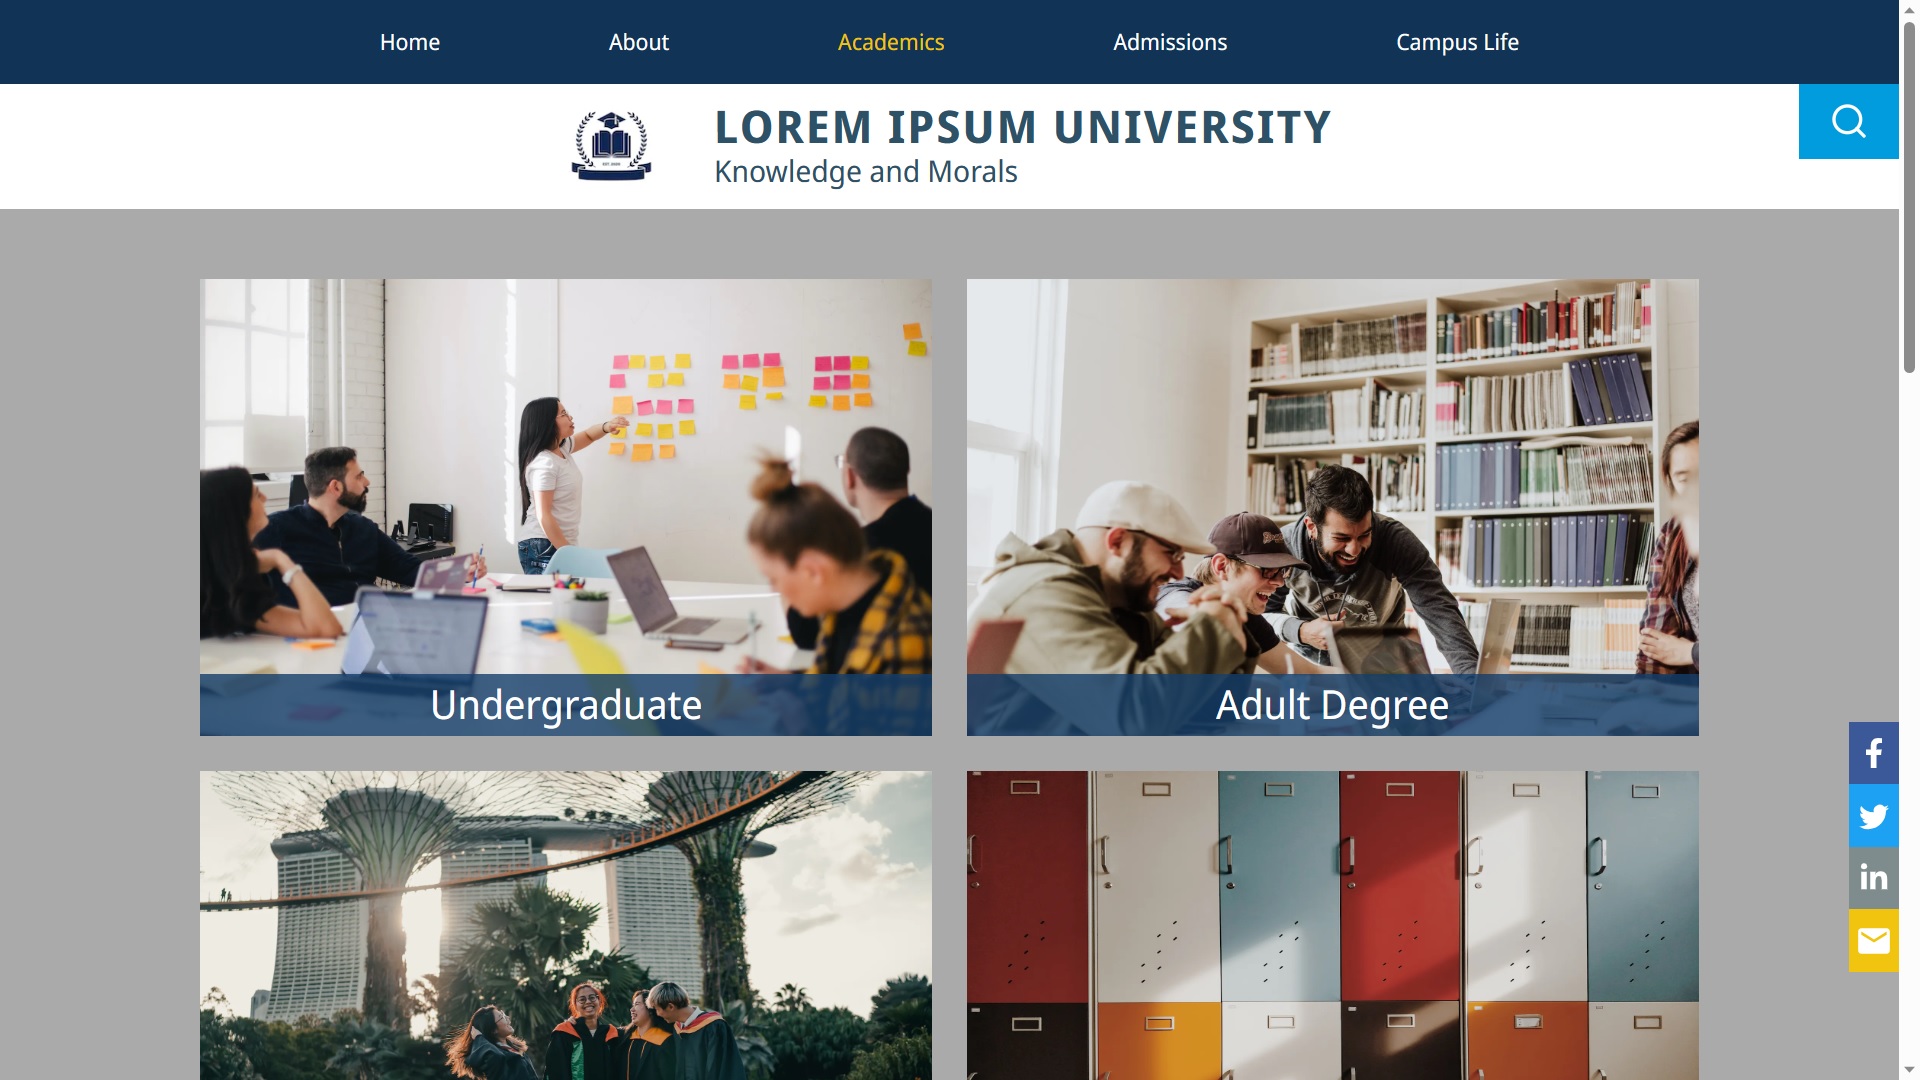 Home
About
Academics
Admissions
Campus Life
LOREM IPSUM UNIVERSITY
Knowledge and Morals
Undergraduate
Adult Degree